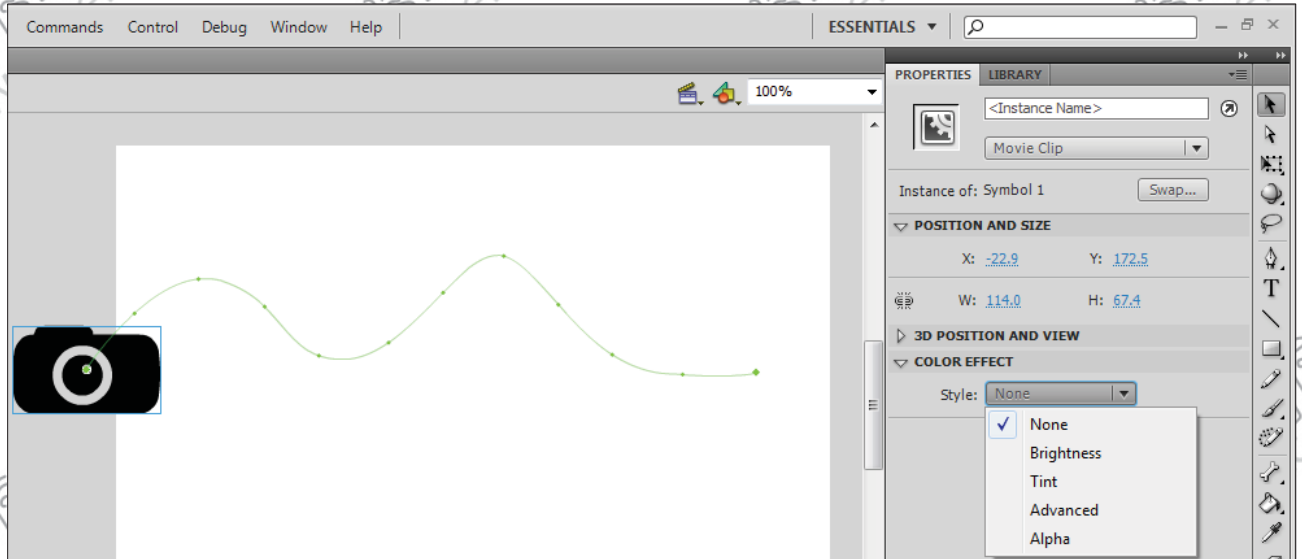 Commands Control Debug Window Help ESSENTIALS
100%
PROPERTIES LIBRARY
<Instance Name>
Movie Clip
Instance of: Symbol 1 Swap...
POSITION AND SIZE
X: -22.9 Y: 172.5
W: 114.0 H: 67.4
3D POSITION AND VIEW
COLOR EFFECT
Style: None
None
Brightness
Tint
Advanced
Alpha